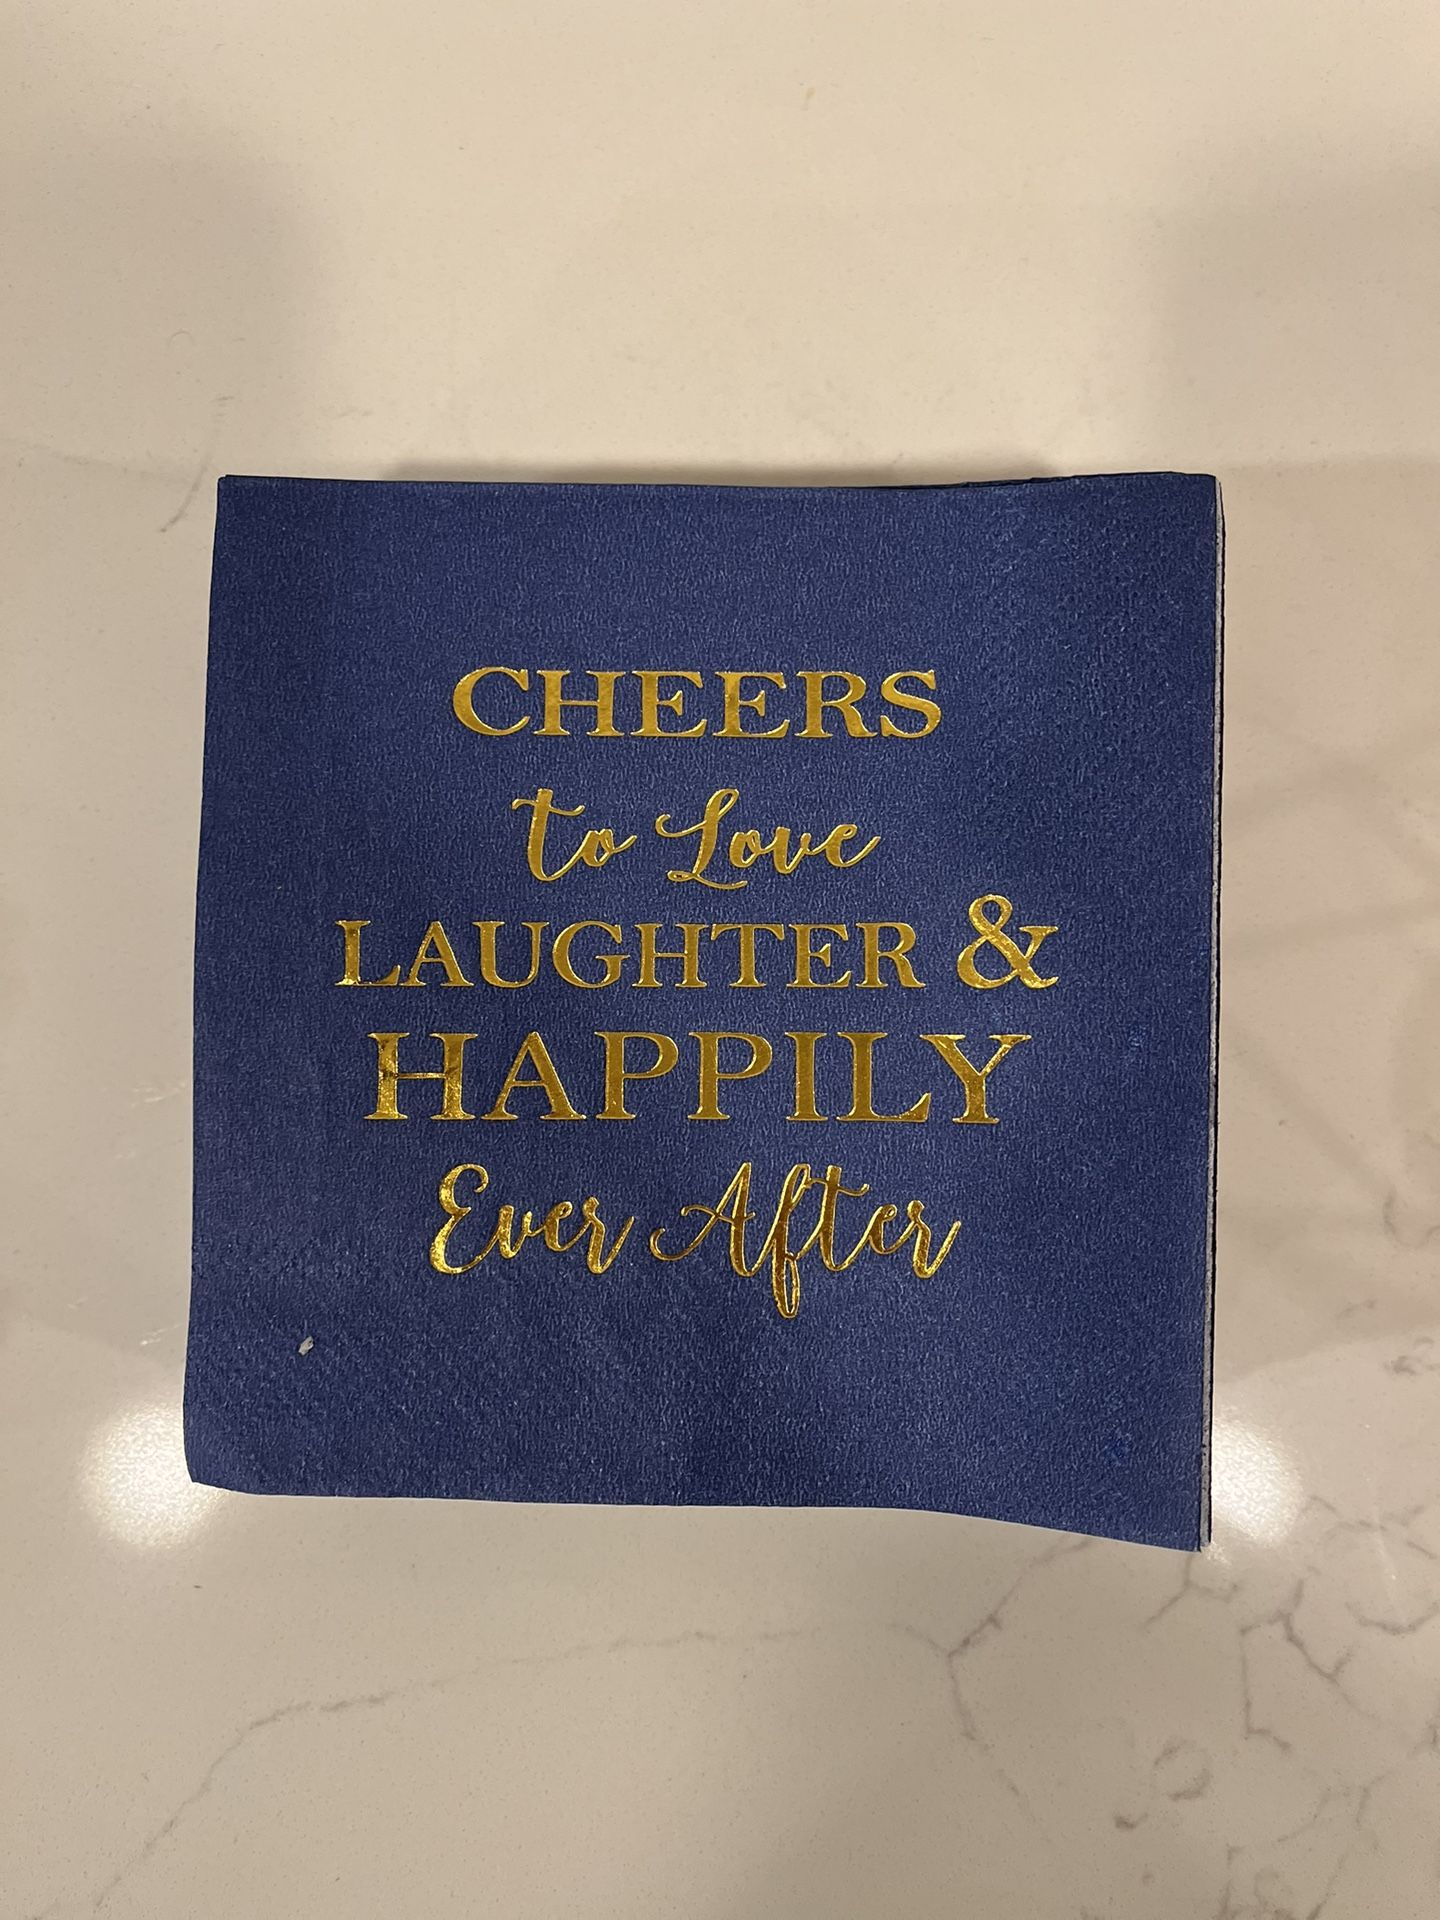 CHEERS
to Love
LAUGHTER &
HAPPILY
Ever After